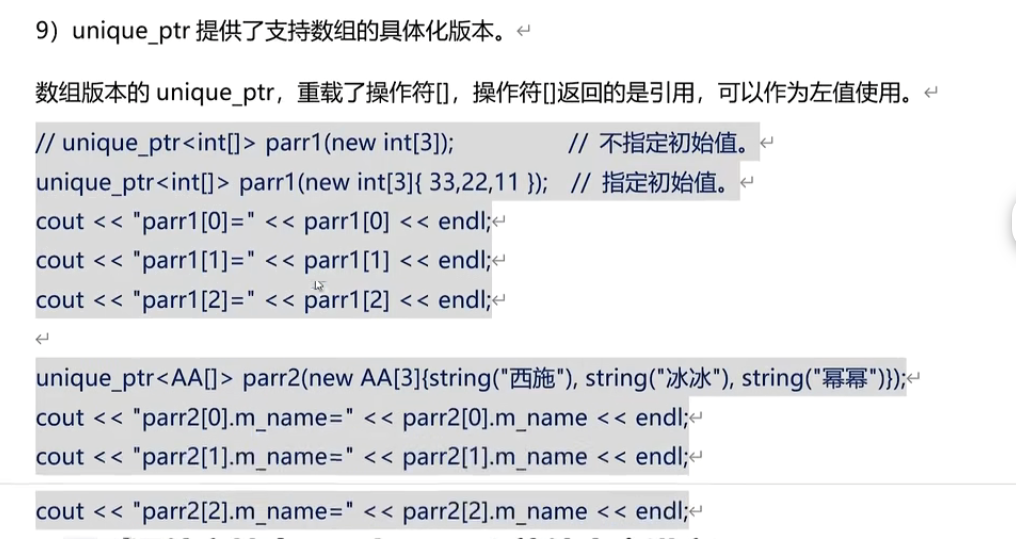 9）unique_ptr 提供了支持数组的具体化版本。
数组版本的 unique_ptr，重载了操作符[]，操作符[]返回的是引用，可以作为左值使用。
// unique_ptr<int[]> parr1(new int[3]);                // 不指定初始值。
unique_ptr<int[]> parr1(new int[3]{ 33,22,11 });   // 指定初始值。
cout << "parr1[0]=" << parr1[0] << endl;
cout << "parr1[1]=" << parr1[1] << endl;
cout << "parr1[2]=" << parr1[2] << endl;
unique_ptr<AA[]> parr2(new AA[3]{string("西施"), string("冰冰"), string("幂幂")});
cout << "parr2[0].m_name=" << parr2[0].m_name << endl;
cout << "parr2[1].m_name=" << parr2[1].m_name << endl;
cout << "parr2[2].m_name=" << parr2[2].m_name << endl;